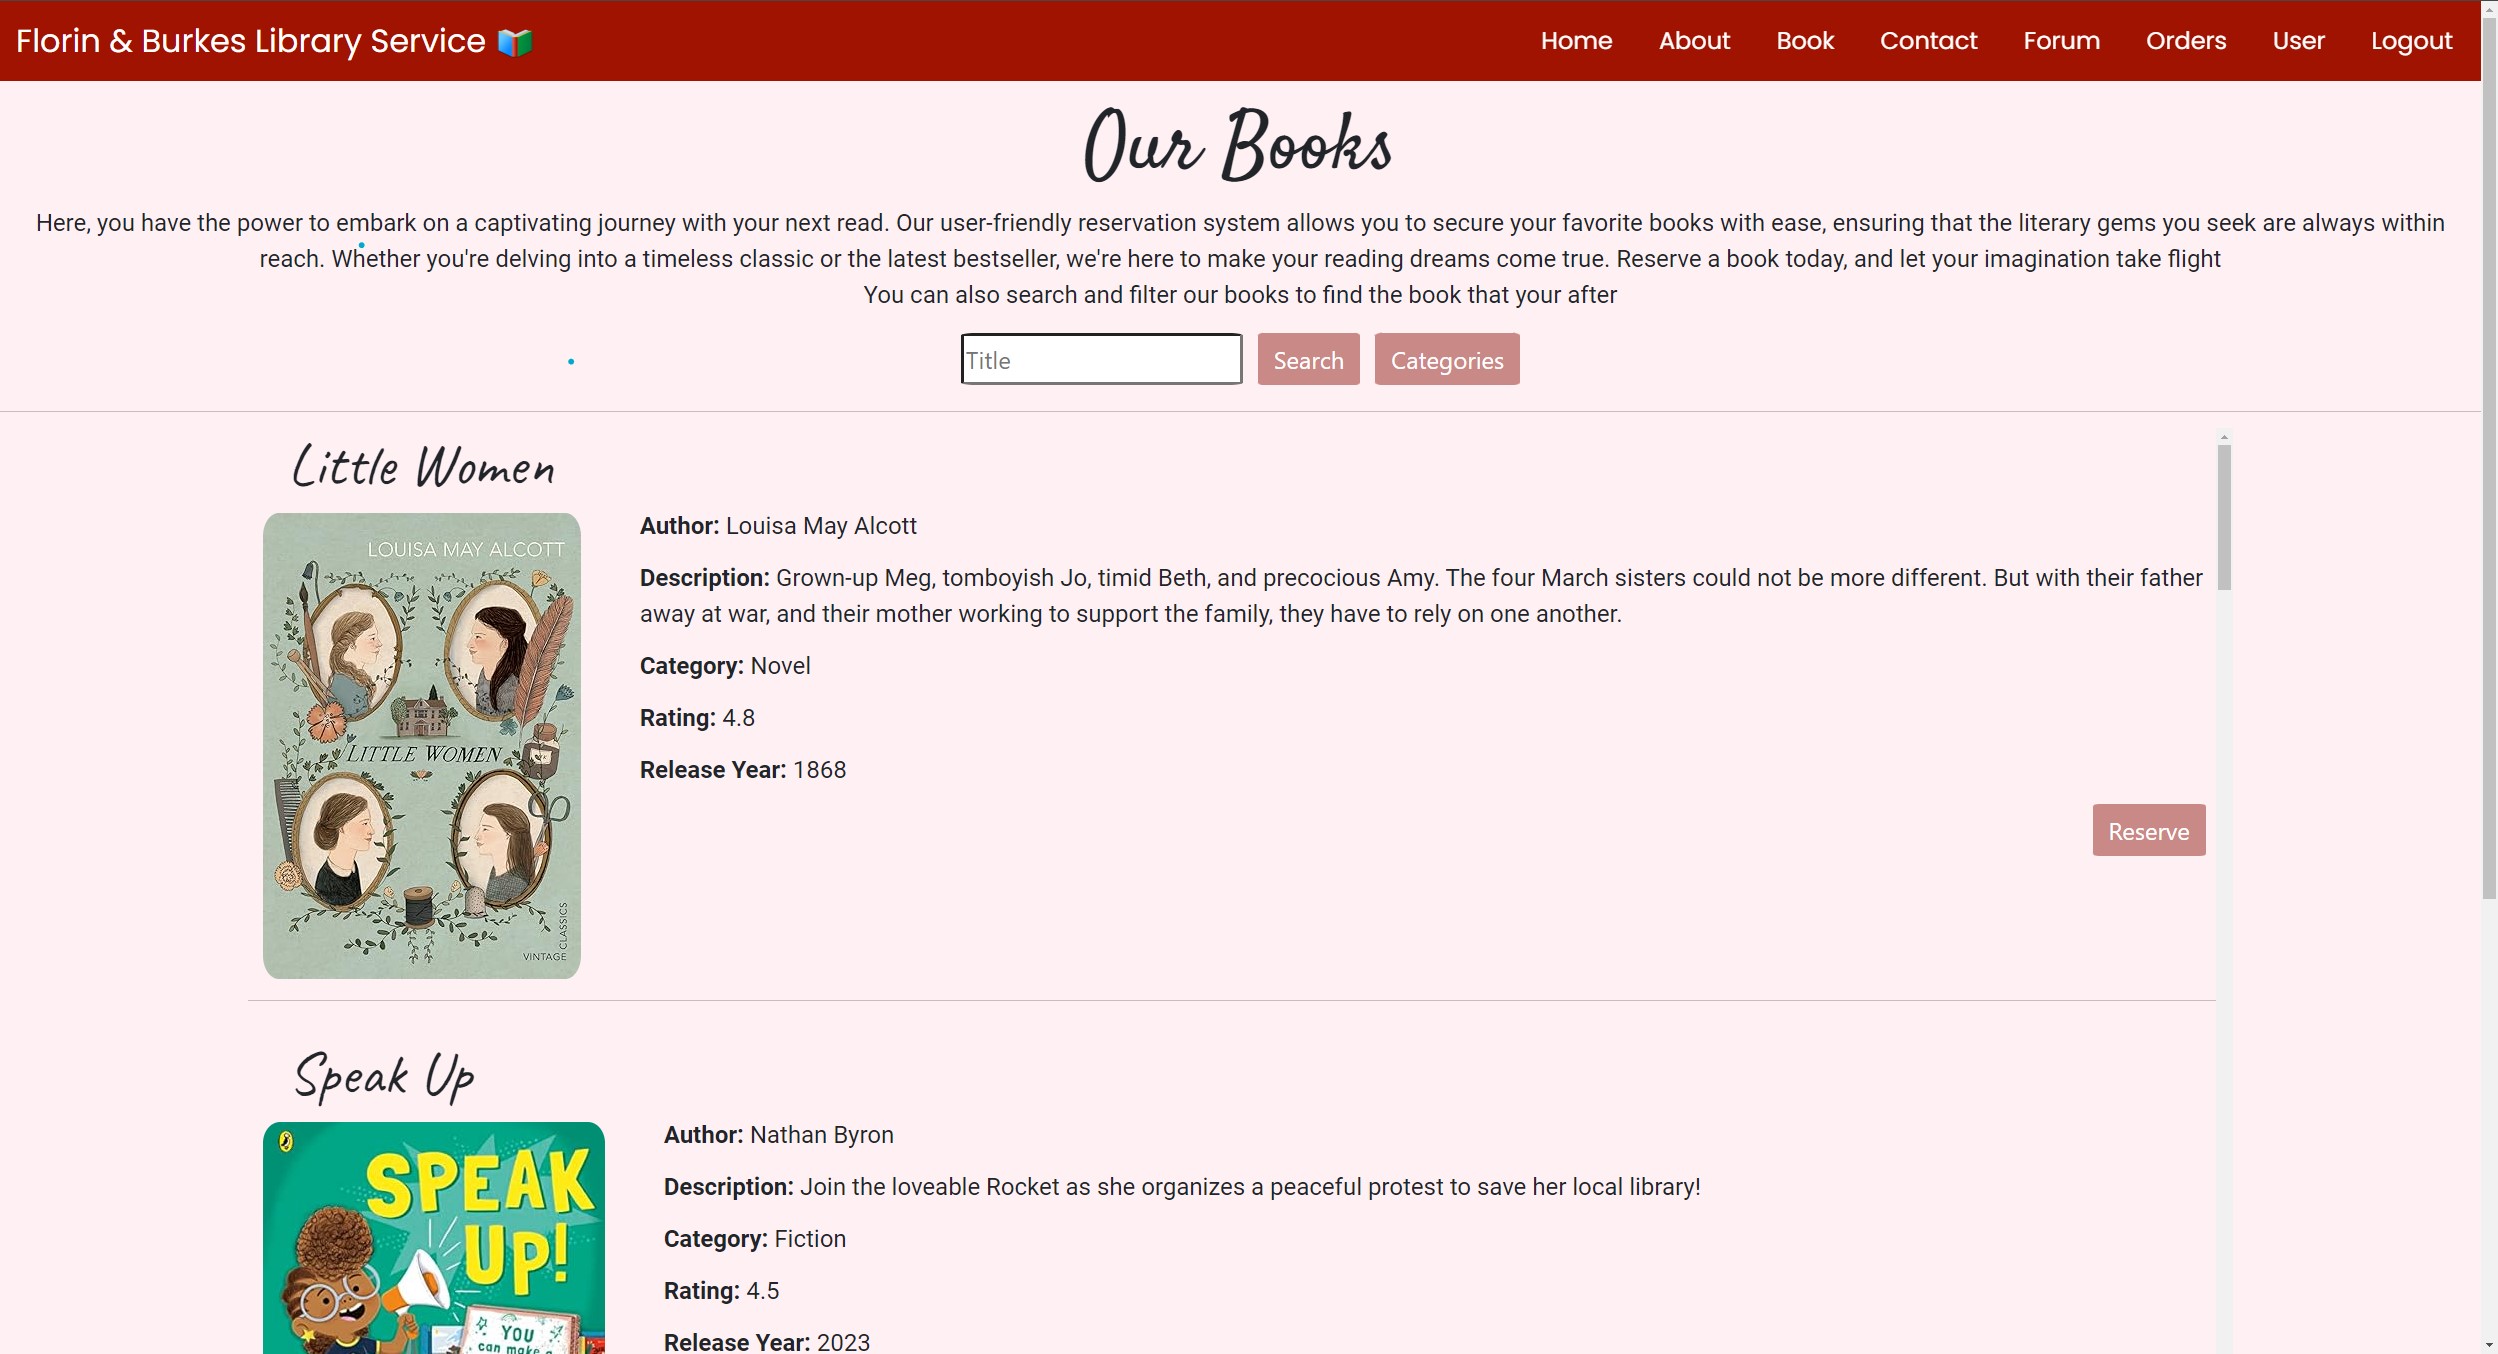 Florin & Burkes Library Service
Home About Book Contact Forum Orders User Logout
Our Books
Here, you have the power to embark on a captivating journey with your next read. Our user-friendly reservation system allows you to secure your favorite books with ease, ensuring that the literary gems you seek are always within
reach. Whether you're delving into a timeless classic or the latest bestseller, we're here to make your reading dreams come true. Reserve a book today, and let your imagination take flight
You can also search and filter our books to find the book that your after
Title Search Categories
Little Women
LOUISA MAY ALCOTT
LITTLE WOMEN
VINTAGE CLASSICS
Author: Louisa May Alcott
Description: Grown-up Meg, tomboyish Jo, timid Beth, and precocious Amy. The four March sisters could not be more different. But with their father
away at war, and their mother working to support the family, they have to rely on one another.
Category: Novel
Rating: 4.8
Release Year: 1868
Reserve
Speak Up
SPEAK
UP!
YOU
can make a
Author: Nathan Byron
Description: Join the loveable Rocket as she organizes a peaceful protest to save her local library!
Category: Fiction
Rating: 4.5
Release Year: 2023